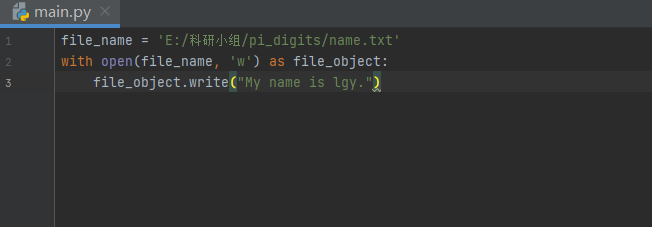 main.py
1 file_name = 'E:/科研小组/pi_digits/name.txt'
2 with open(file_name, 'w') as file_object:
3     file_object.write("My name is lgy.")